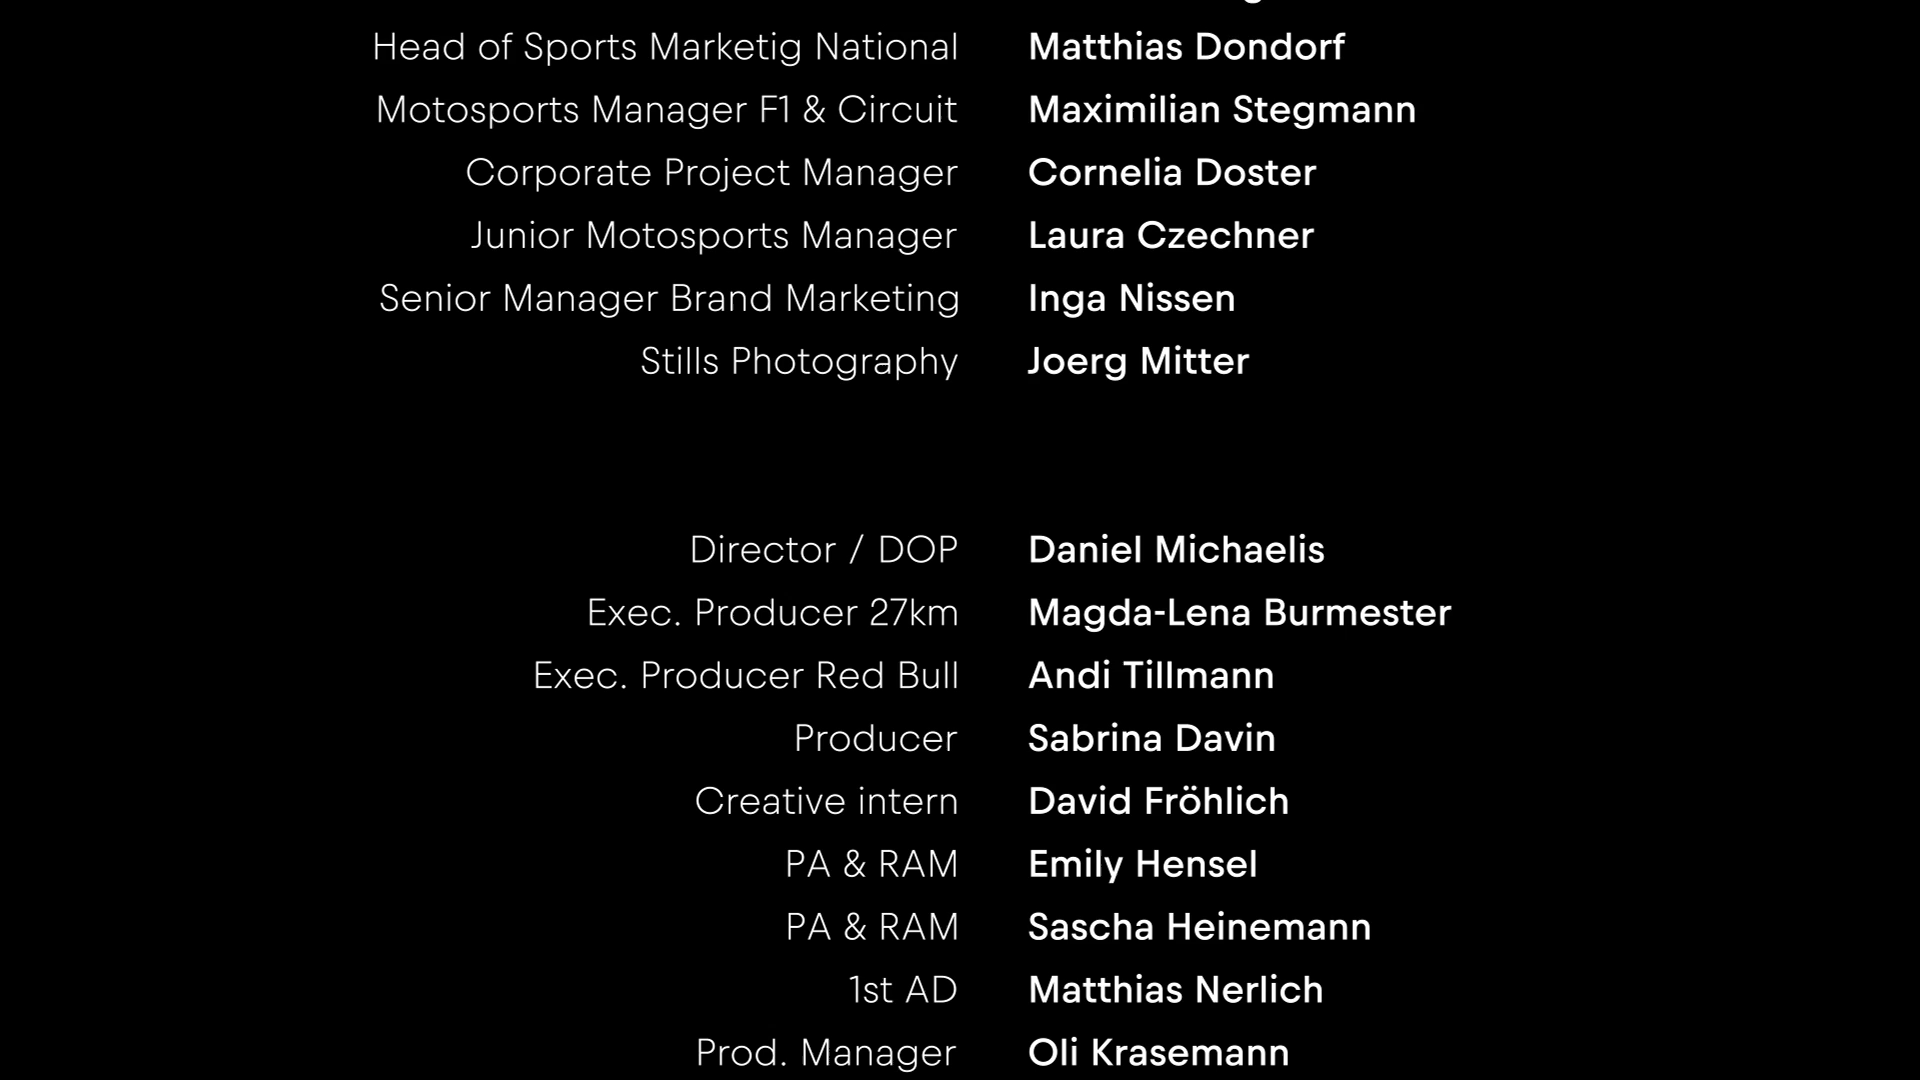 Head of Sports Marketig National Matthias Dondorf
Motosports Manager F1 & Circuit Maximilian Stegmann
Corporate Project Manager Cornelia Doster
Junior Motosports Manager Laura Czechner
Senior Manager Brand Marketing Inga Nissen
Stills Photography Joerg Mitter
Director / DOP Daniel Michaelis
Exec. Producer 27km Magda-Lena Burmester
Exec. Producer Red Bull Andi Tillmann
Producer Sabrina Davin
Creative intern David Fröhlich
PA & RAM Emily Hensel
PA & RAM Sascha Heinemann
1st AD Matthias Nerlich
Prod. Manager Oli Krasemann